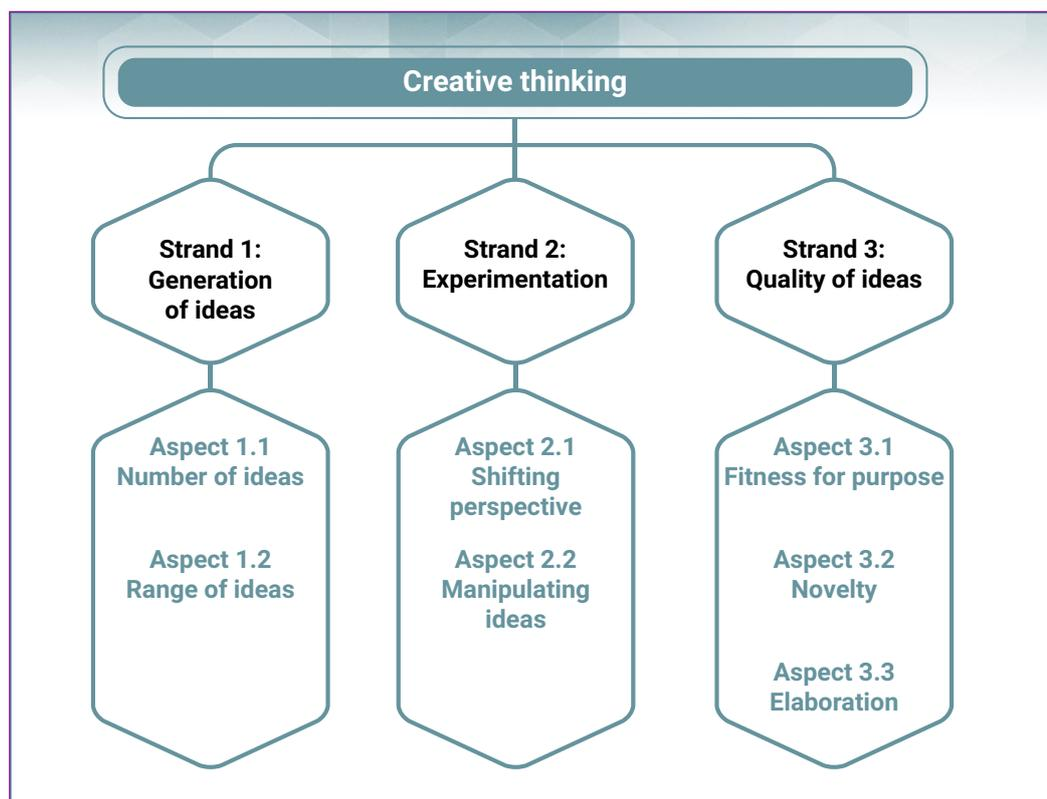 Creative thinking
Strand 1:
Generation
of ideas
Strand 2:
Experimentation
Strand 3:
Quality of ideas
Aspect 1.1
Number of ideas
Aspect 1.2
Range of ideas
Aspect 2.1
Shifting
perspective
Aspect 2.2
Manipulating
ideas
Aspect 3.1
Fitness for purpose
Aspect 3.2
Novelty
Aspect 3.3
Elaboration